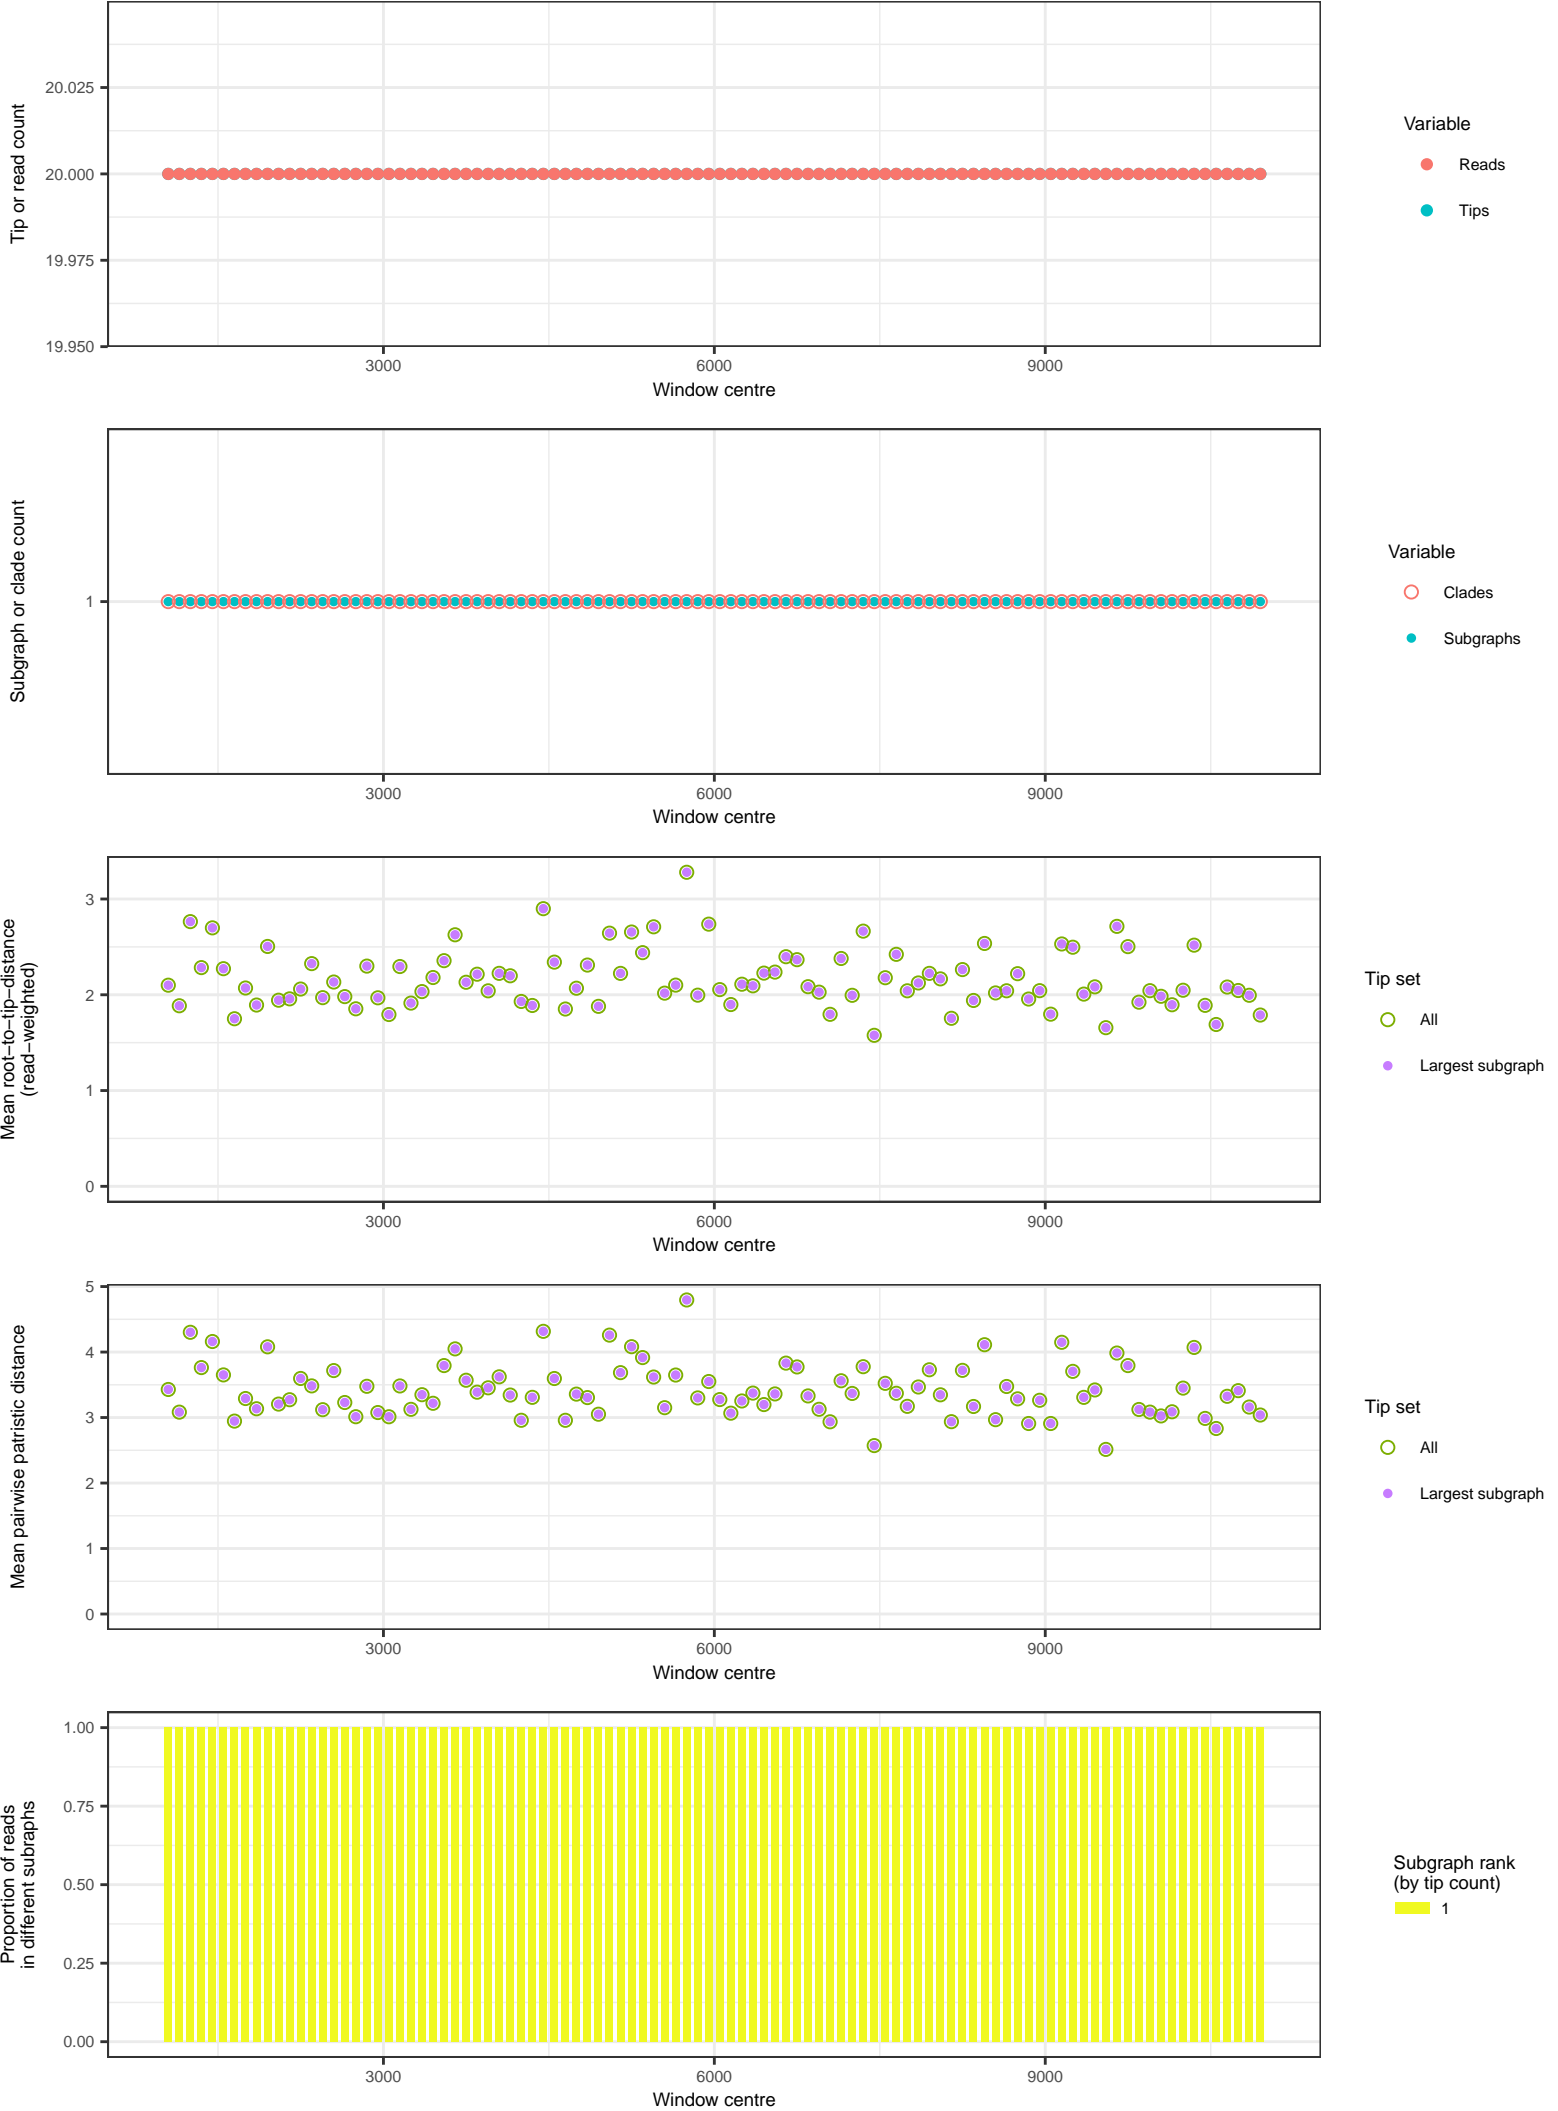 20.025
20.000
19.975
19.950
Tip or read count
3000 6000 9000
Window centre
Variable
Reads
Tips
1
Subgraph or clade count
3000 6000 9000
Window centre
Variable
Clades
Subgraphs
3
2
1
0
Mean root−to−tip−distance
(read−weighted)
3000 6000 9000
Window centre
Tip set
All
Largest subgraph
5
4
3
2
1
0
Mean pairwise patristic distance
3000 6000 9000
Window centre
Tip set
All
Largest subgraph
1.00
0.75
0.50
0.25
0.00
Proportion of reads
in different subraphs
3000 6000 9000
Window centre
Subgraph rank
(by tip count)
1